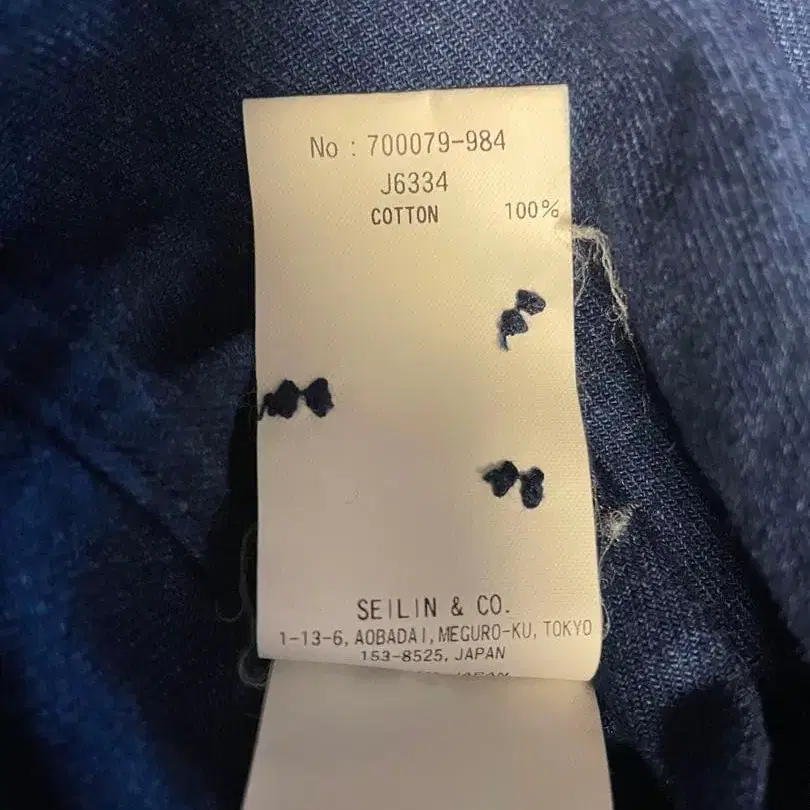 No : 700079-984
J6334
COTTON 100%
SEILIN & CO.
1-13-6, AOBADAI, MEGURO-KU, TOKYO
153-8525, JAPAN